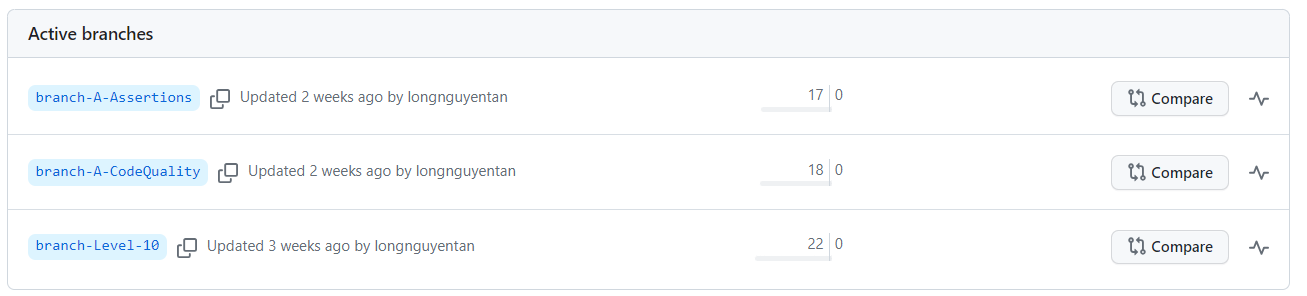 Active branches
branch-A-Assertions Updated 2 weeks ago by longnguyentan 17 0 Compare
branch-A-CodeQuality Updated 2 weeks ago by longnguyentan 18 0 Compare
branch-Level-10 Updated 3 weeks ago by longnguyentan 22 0 Compare